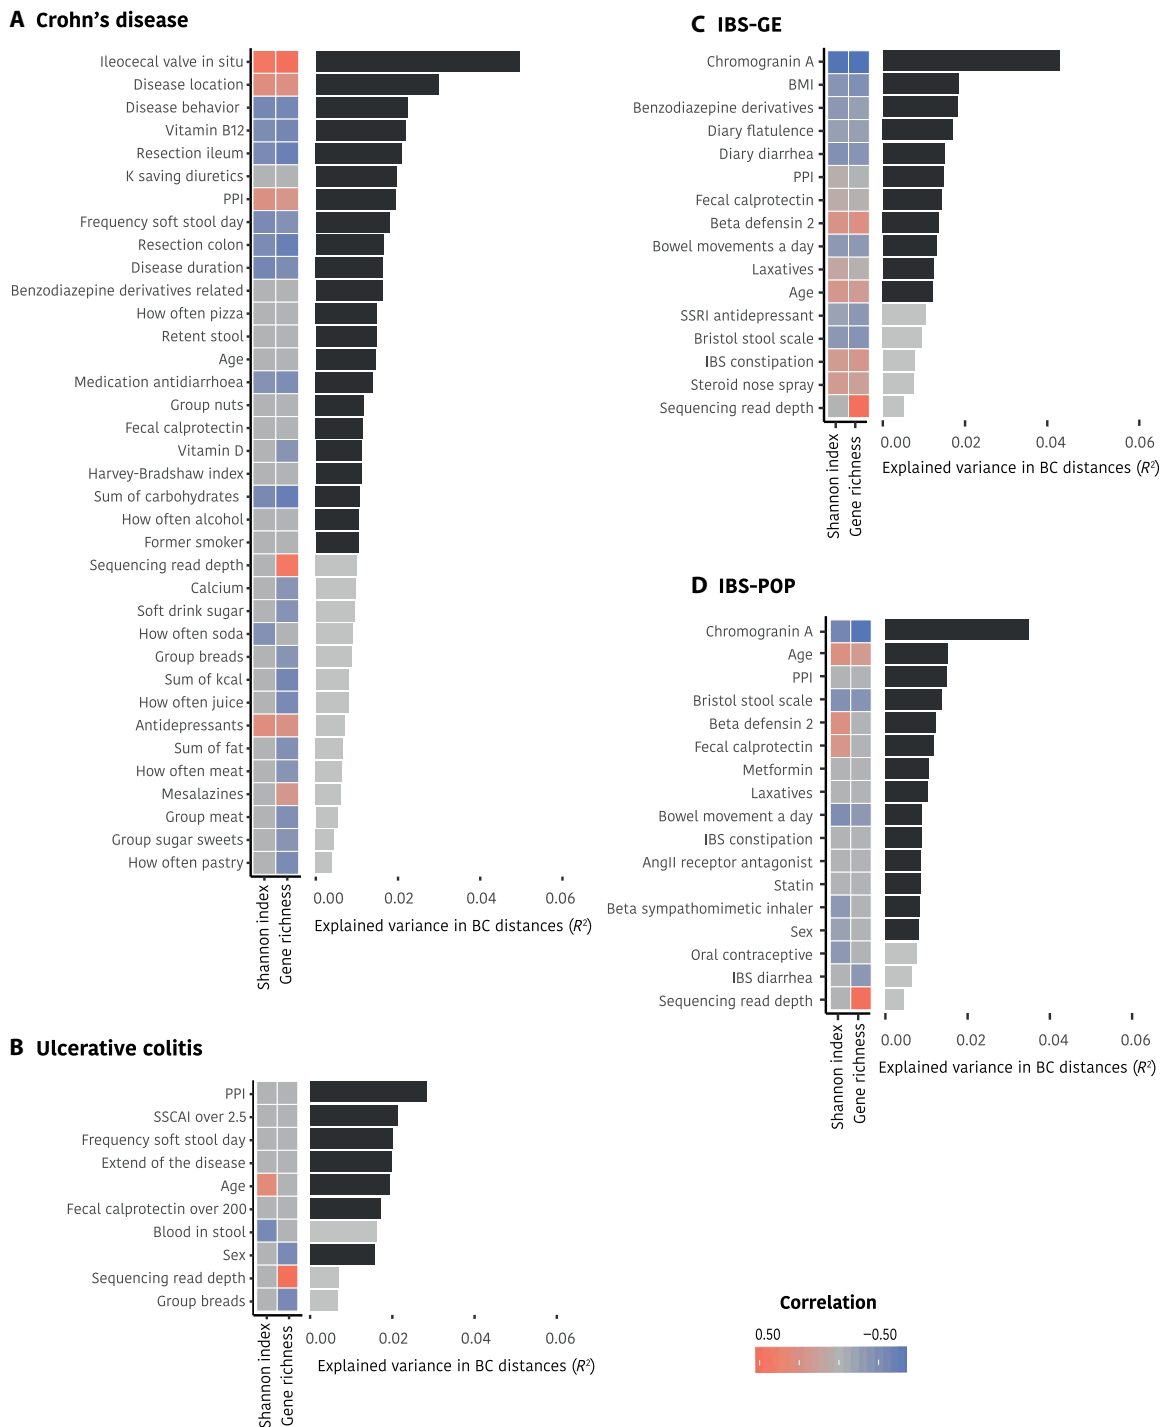 A Crohn's disease
Ileocecal valve in situ
Disease location
Disease behavior
Vitamin B12
Resection ileum
K saving diuretics
PPI
Frequency soft stool day
Resection colon
Disease duration
Benzodiazepine derivatives related
How often pizza
Retent stool
Age
Medication antidiarrhoea
Group nuts
Fecal calprotectin
Vitamin D
Harvey-Bradshaw index
Sum of carbohydrates
How often alcohol
Former smoker
Sequencing read depth
Calcium
Soft drink sugar
How often soda
Group breads
Sum of kcal
How often juice
Antidepressants
Sum of fat
How often meat
Mesalazines
Group meat
Group sugar sweets
How often pastry
Shannon index
Gene richness
0.00 0.02 0.04 0.06
Explained variance in BC distances (R²)
B Ulcerative colitis
PPI
SSCAI over 2.5
Frequency soft stool day
Extend of the disease
Age
Fecal calprotectin over 200
Blood in stool
Sex
Sequencing read depth
Group breads
Shannon index
Gene richness
0.00 0.02 0.04 0.06
Explained variance in BC distances (R²)
C IBS-GE
Chromogranin A
BMI
Benzodiazepine derivatives
Diary flatulence
Diary diarrhea
PPI
Fecal calprotectin
Beta defensin 2
Bowel movements a day
Laxatives
Age
SSRI antidepressant
Bristol stool scale
IBS constipation
Steroid nose spray
Sequencing read depth
Shannon index
Gene richness
0.00 0.02 0.04 0.06
Explained variance in BC distances (R²)
D IBS-POP
Chromogranin A
Age
PPI
Bristol stool scale
Beta defensin 2
Fecal calprotectin
Metformin
Laxatives
Bowel movement a day
IBS constipation
AngII receptor antagonist
Statin
Beta sympathomimetic inhaler
Sex
Oral contraceptive
IBS diarrhea
Sequencing read depth
Shannon index
Gene richness
0.00 0.02 0.04 0.06
Explained variance in BC distances (R²)
Correlation
0.50 −0.50